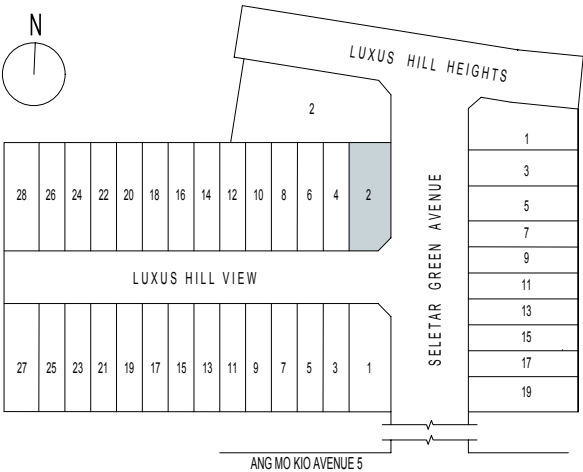 N
LUXUS HILL HEIGHTS
2
1
3
5
7
9
11
13
15
17
19
28 26 24 22 20 18 16 14 12 10 8 6 4 2
SELETAR GREEN AVENUE
LUXUS HILL VIEW
27 25 23 21 19 17 15 13 11 9 7 5 3 1
ANG MO KIO AVENUE 5